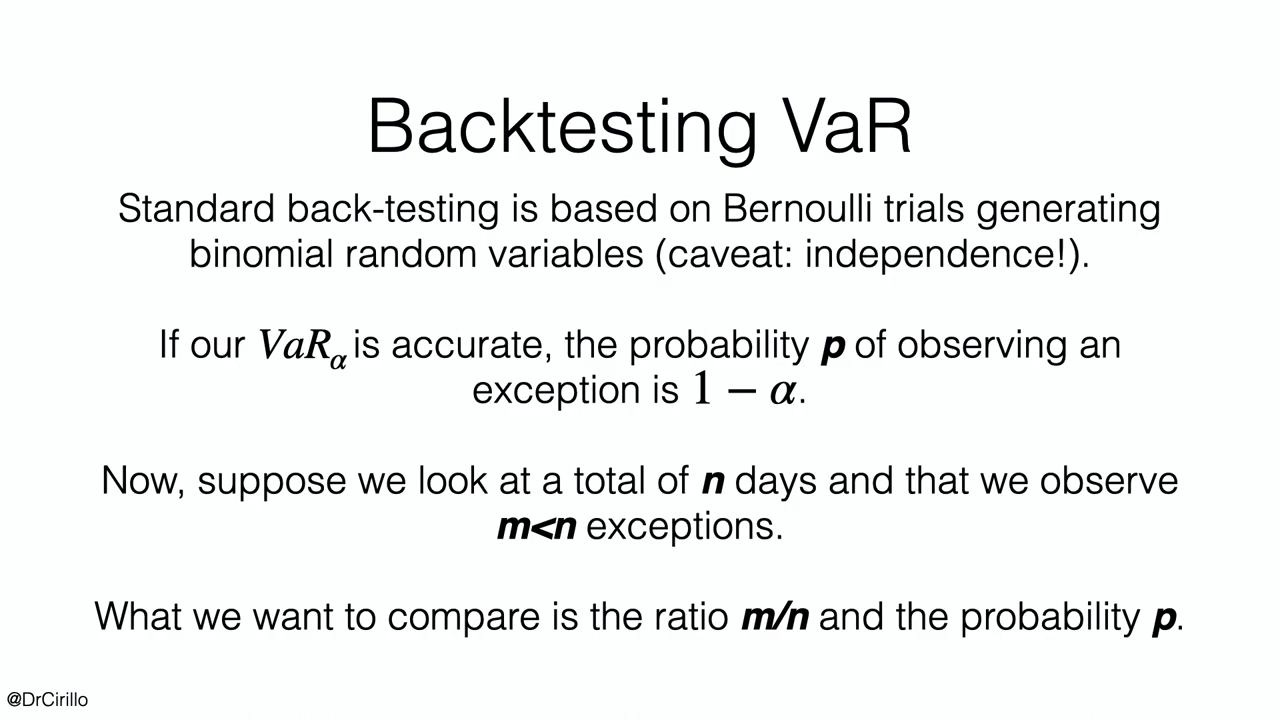 Backtesting VaR
Standard back-testing is based on Bernoulli trials generating
binomial random variables (caveat: independence!).
If our VaRα is accurate, the probability p of observing an
exception is 1 − α.
Now, suppose we look at a total of n days and that we observe
m<n exceptions.
What we want to compare is the ratio m/n and the probability p.
@DrCirillo